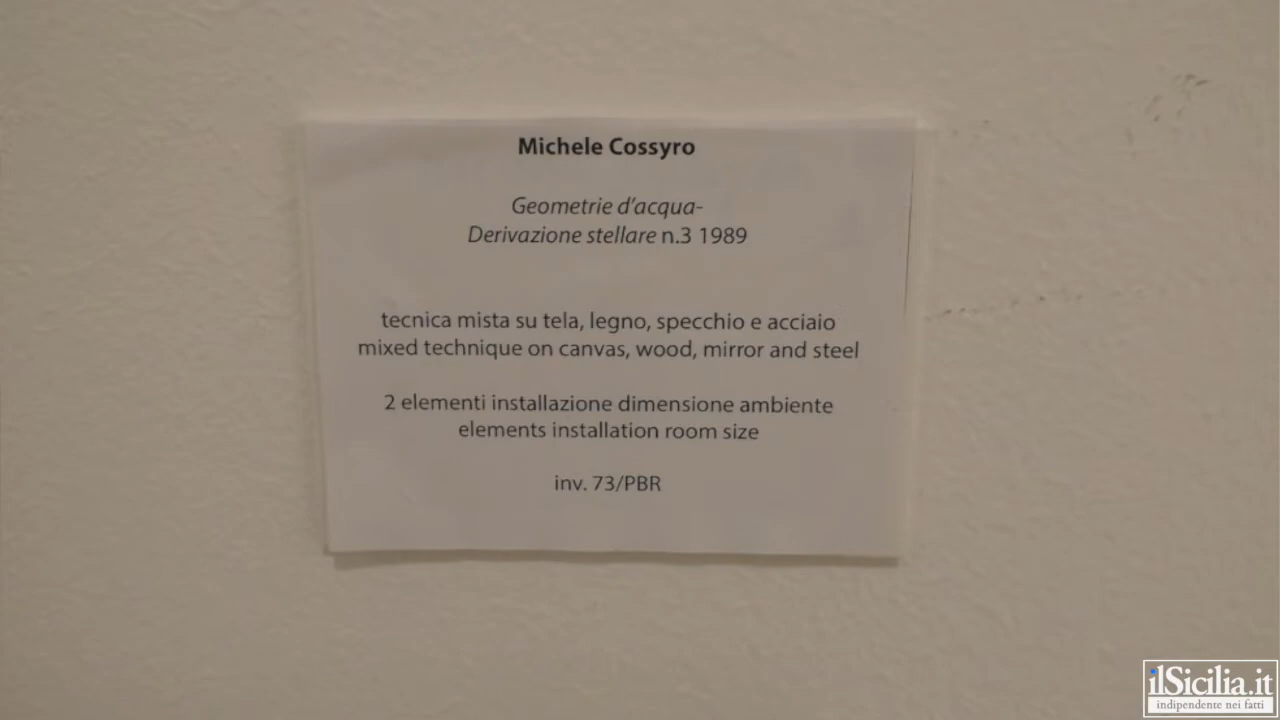 Michele Cossyro
Geometrie d'acqua-
Derivazione stellare n.3 1989
tecnica mista su tela, legno, specchio e acciaio
mixed technique on canvas, wood, mirror and steel
2 elementi installazione dimensione ambiente
elements installation room size
inv. 73/PBR
ilSicilia.it
indipendente nei fatti